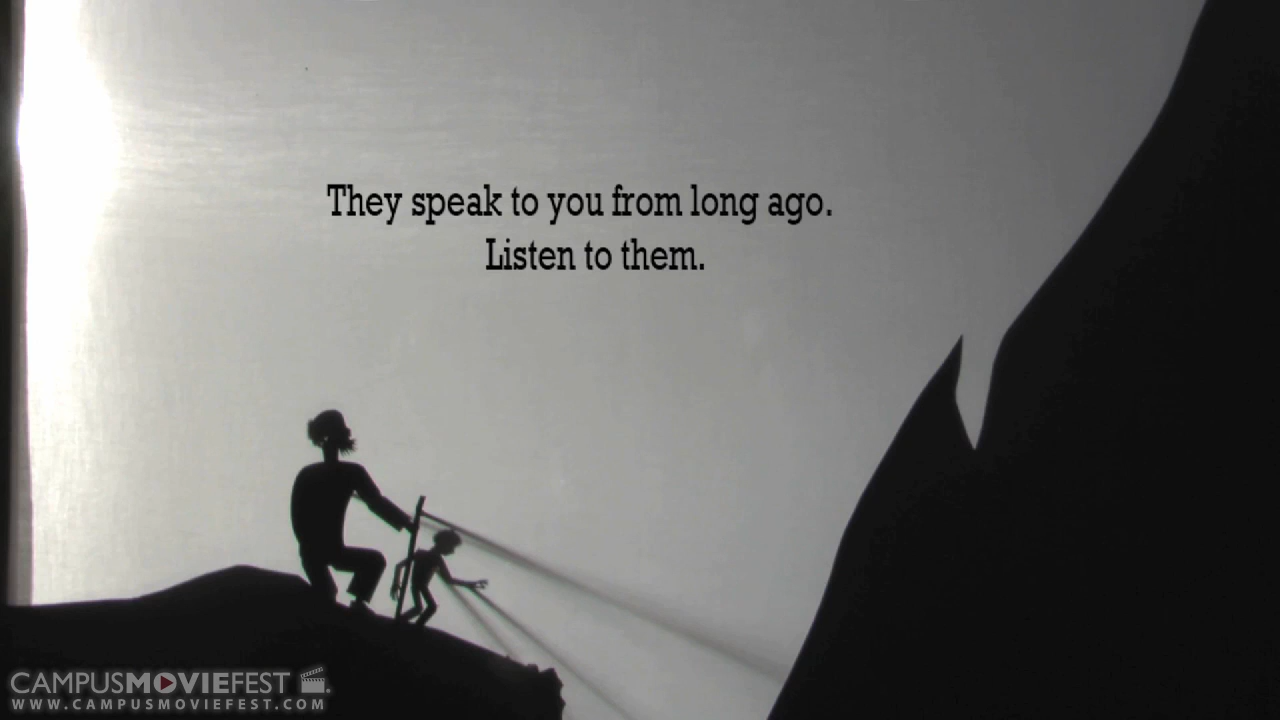 They speak to you from long ago.
Listen to them.
CAMPUSMOVIEFEST
WWW.CAMPUSMOVIEFEST.COM